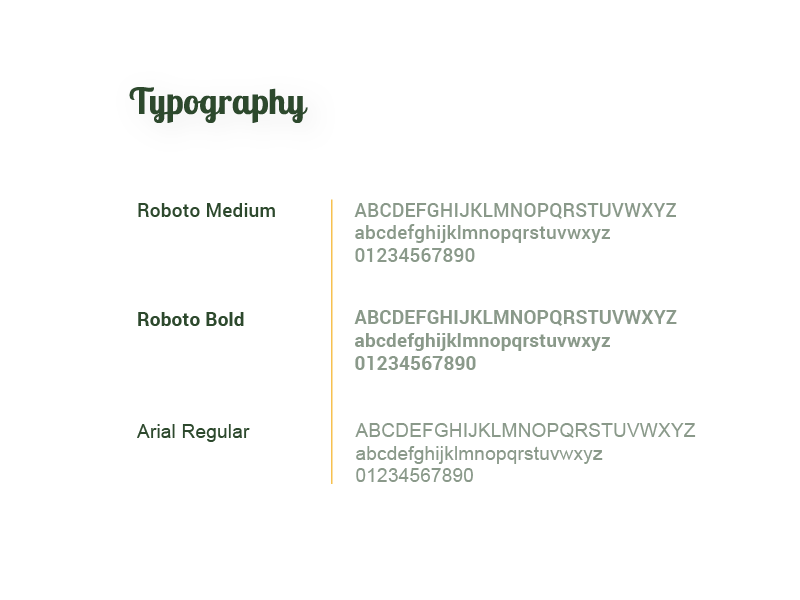 Typography
Roboto Medium
ABCDEFGHIJKLMNOPQRSTUVWXYZ
abcdefghijklmnopqrstuvwxyz
01234567890
Roboto Bold
ABCDEFGHIJKLMNOPQRSTUVWXYZ
abcdefghijklmnopqrstuvwxyz
01234567890
Arial Regular
ABCDEFGHIJKLMNOPQRSTUVWXYZ
abcdefghijklmnopqrstuvwxyz
01234567890